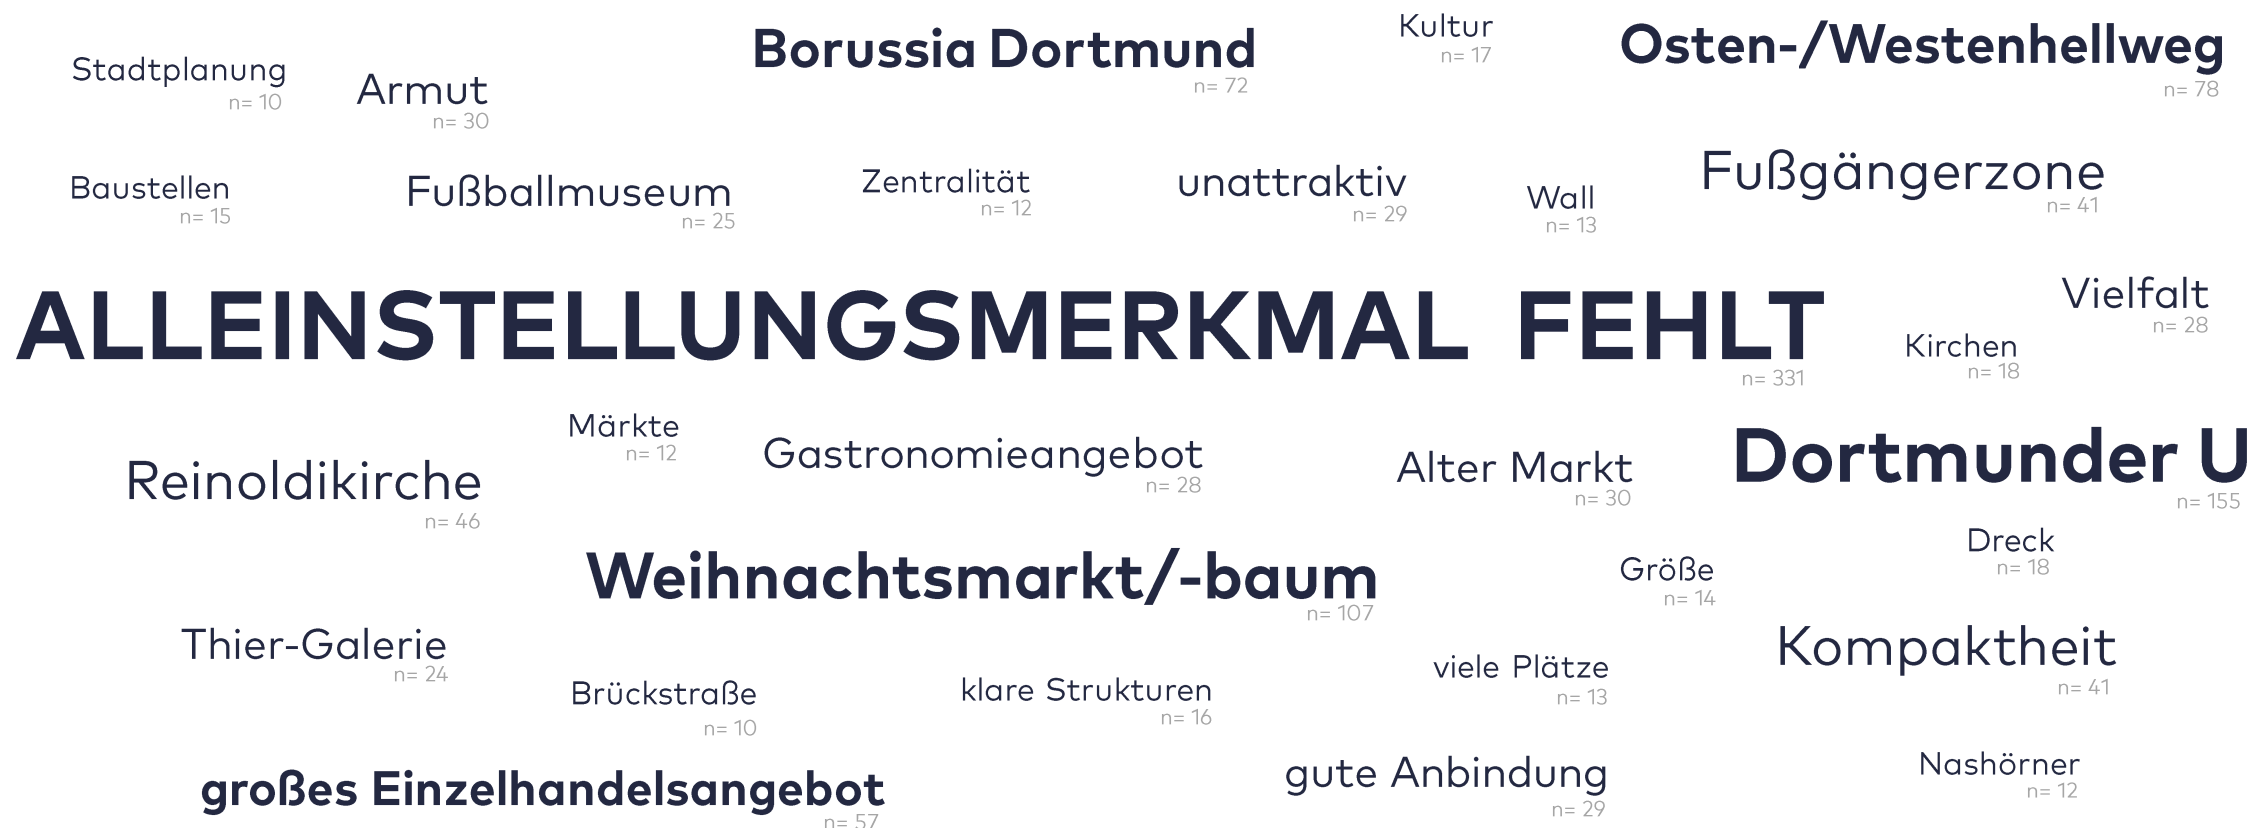 Stadtplanung
n= 10
Armut
n= 30
Borussia Dortmund
n= 72
Kultur
n= 17
Osten-/Westenhellweg
n= 78
Baustellen
n= 15
Fußballmuseum
n= 25
Zentralität
n= 12
unattraktiv
n= 29
Wall
n= 13
Fußgängerzone
n= 41
ALLEINSTELLUNGSMERKMAL FEHLT
n= 331
Kirchen
n= 18
Vielfalt
n= 28
Reinoldikirche
n= 46
Märkte
n= 12
Gastronomieangebot
n= 28
Alter Markt
n= 30
Dortmunder U
n= 155
Weihnachtsmarkt/-baum
n= 107
Größe
n= 14
Dreck
n= 18
Thier-Galerie
n= 24
Brückstraße
n= 10
klare Strukturen
n= 16
viele Plätze
n= 13
Kompaktheit
n= 41
großes Einzelhandelsangebot
n= 57
gute Anbindung
n= 29
Nashörner
n= 12